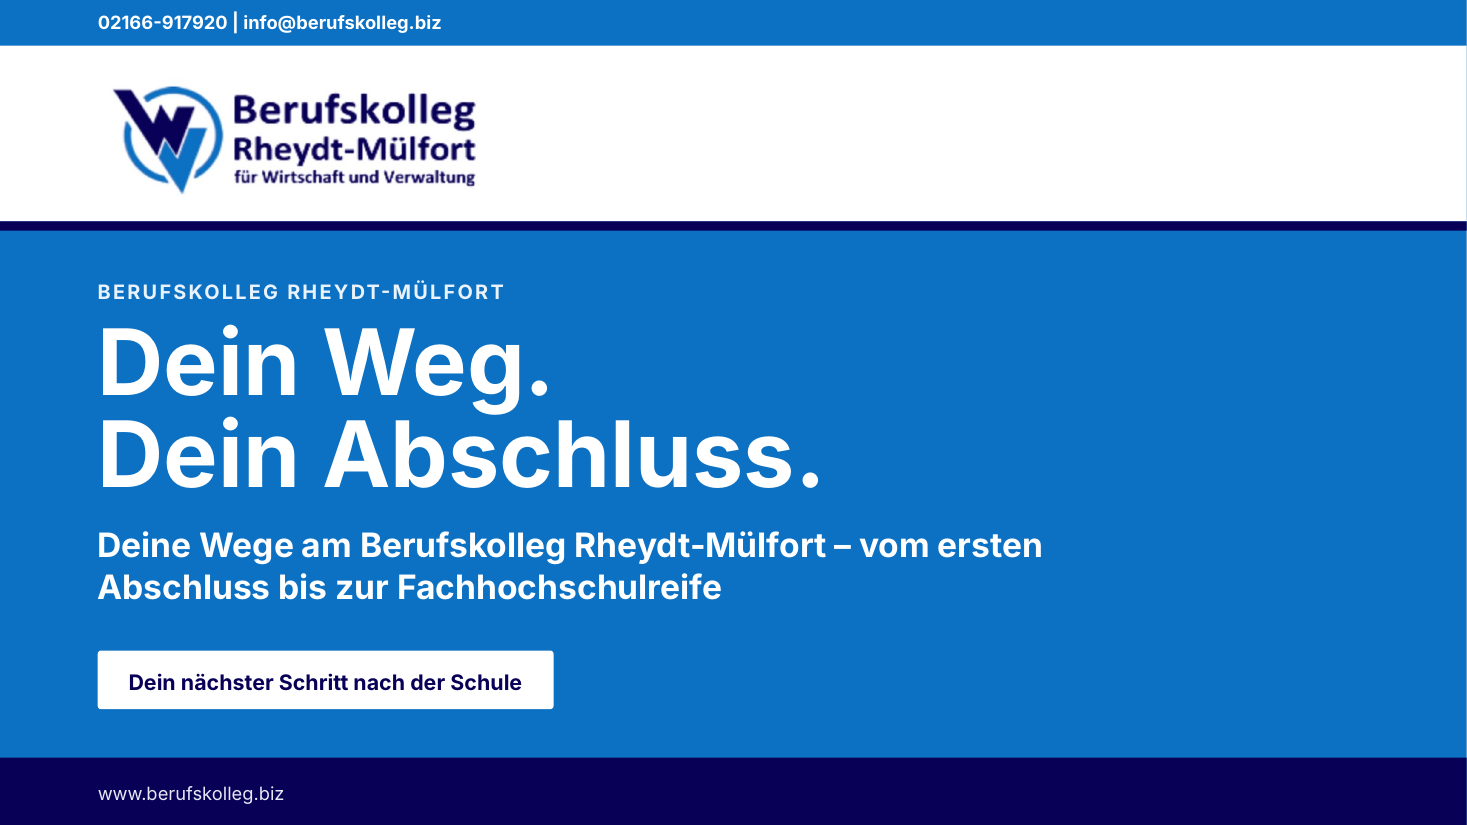 02166-917920 | info@berufskolleg.biz
Berufskolleg
Rheydt-Mülfort
für Wirtschaft und Verwaltung
BERUFSKOLLEG RHEYDT-MÜLFORT
Dein Weg.
Dein Abschluss.
Deine Wege am Berufskolleg Rheydt-Mülfort – vom ersten
Abschluss bis zur Fachhochschulreife
Dein nächster Schritt nach der Schule
www.berufskolleg.biz